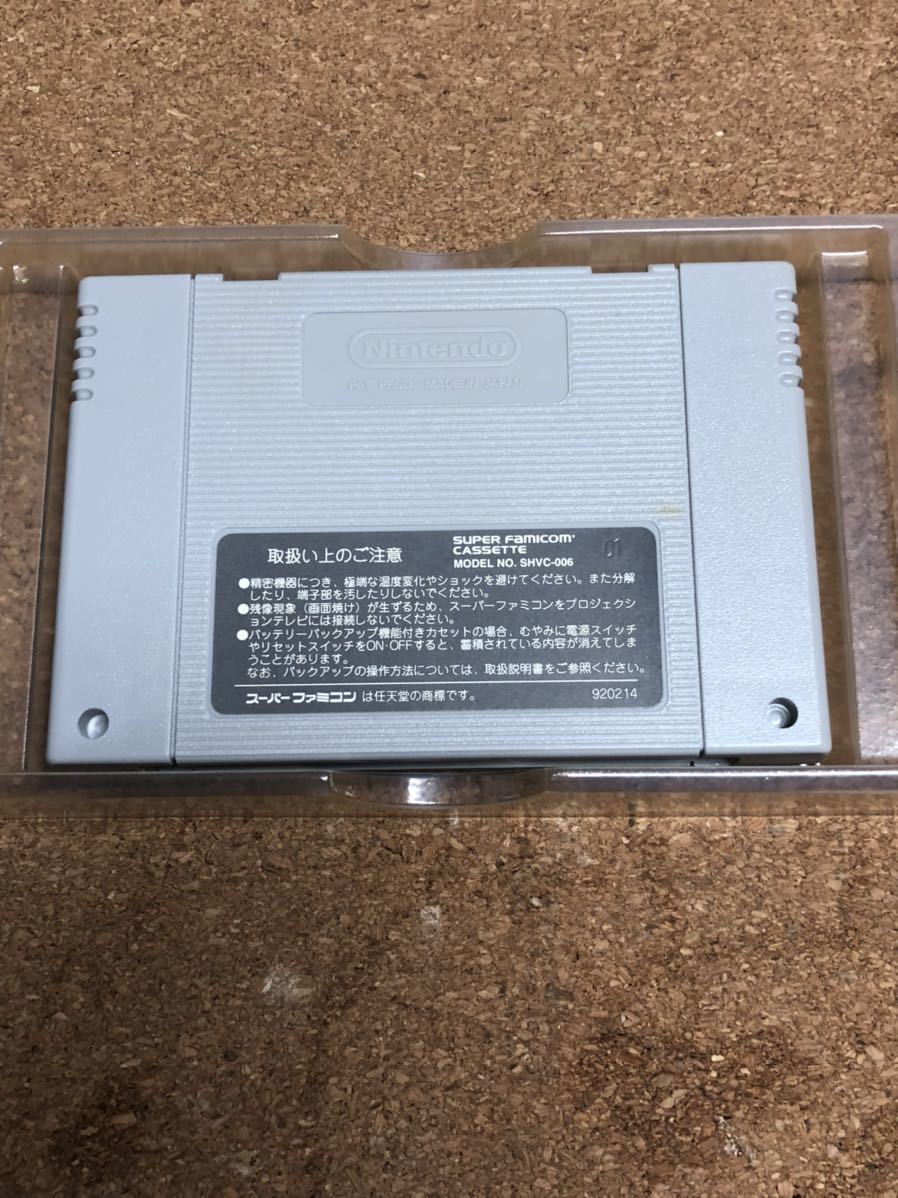 Nintendo
PAT. PEND. MADE IN JAPAN
取扱い上のご注意
SUPER Famicom
CASSETTE
MODEL NO. SHVC-006
01
●精密機器につき、極端な温度変化やショックを避けてください。また分解
したり、端子部を汚したりしないでください。
●残像現象（画面焼け）が生ずるため、スーパーファミコンをプロジェクシ
ョンテレビには接続しないでください。
●バッテリーバックアップ機能付きカセットの場合、むやみに電源スイッチ
やリセットスイッチをON・OFFすると、蓄積されている内容が消えてしま
うことがあります。
なお、バックアップの操作方法については、取扱説明書をご参照ください。
スーパーファミコン は任天堂の商標です。
920214